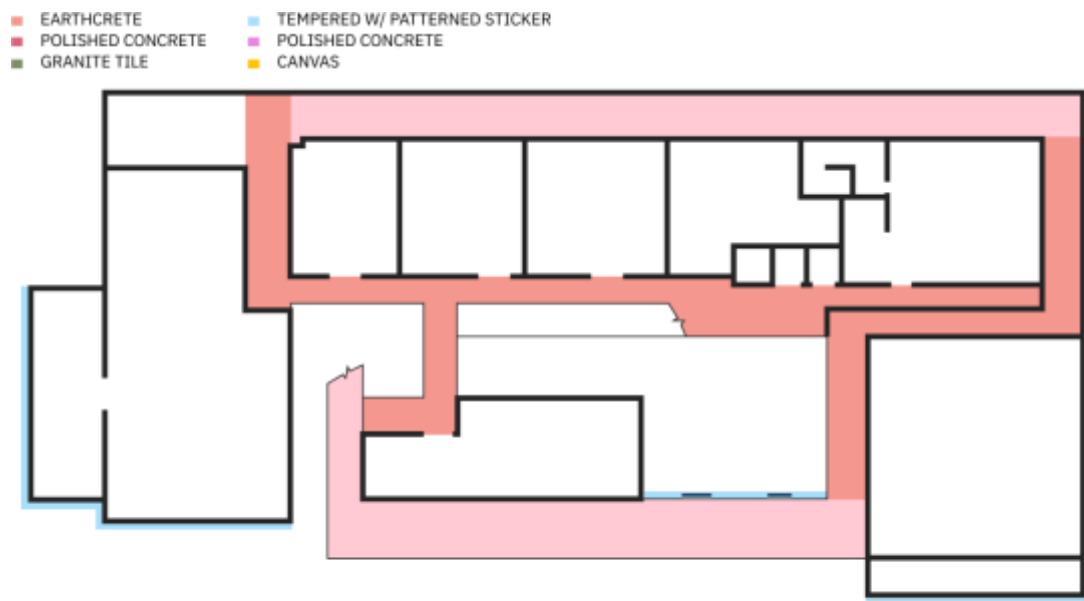 EARTHCRETE
POLISHED CONCRETE
GRANITE TILE
TEMPERED W/ PATTERNED STICKER
POLISHED CONCRETE
CANVAS